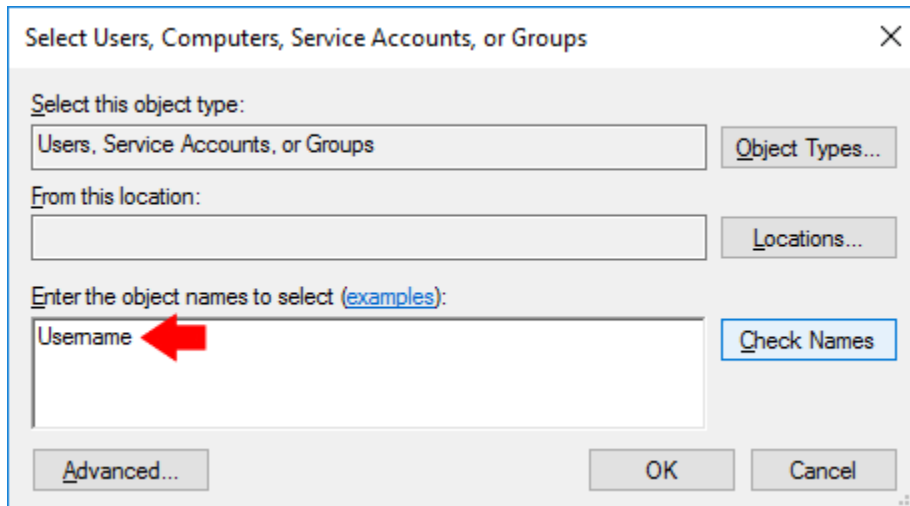 Select Users, Computers, Service Accounts, or Groups
Select this object type:
Users, Service Accounts, or Groups
Object Types...
From this location:
Locations...
Enter the object names to select (examples):
Username
Check Names
Advanced...
OK
Cancel